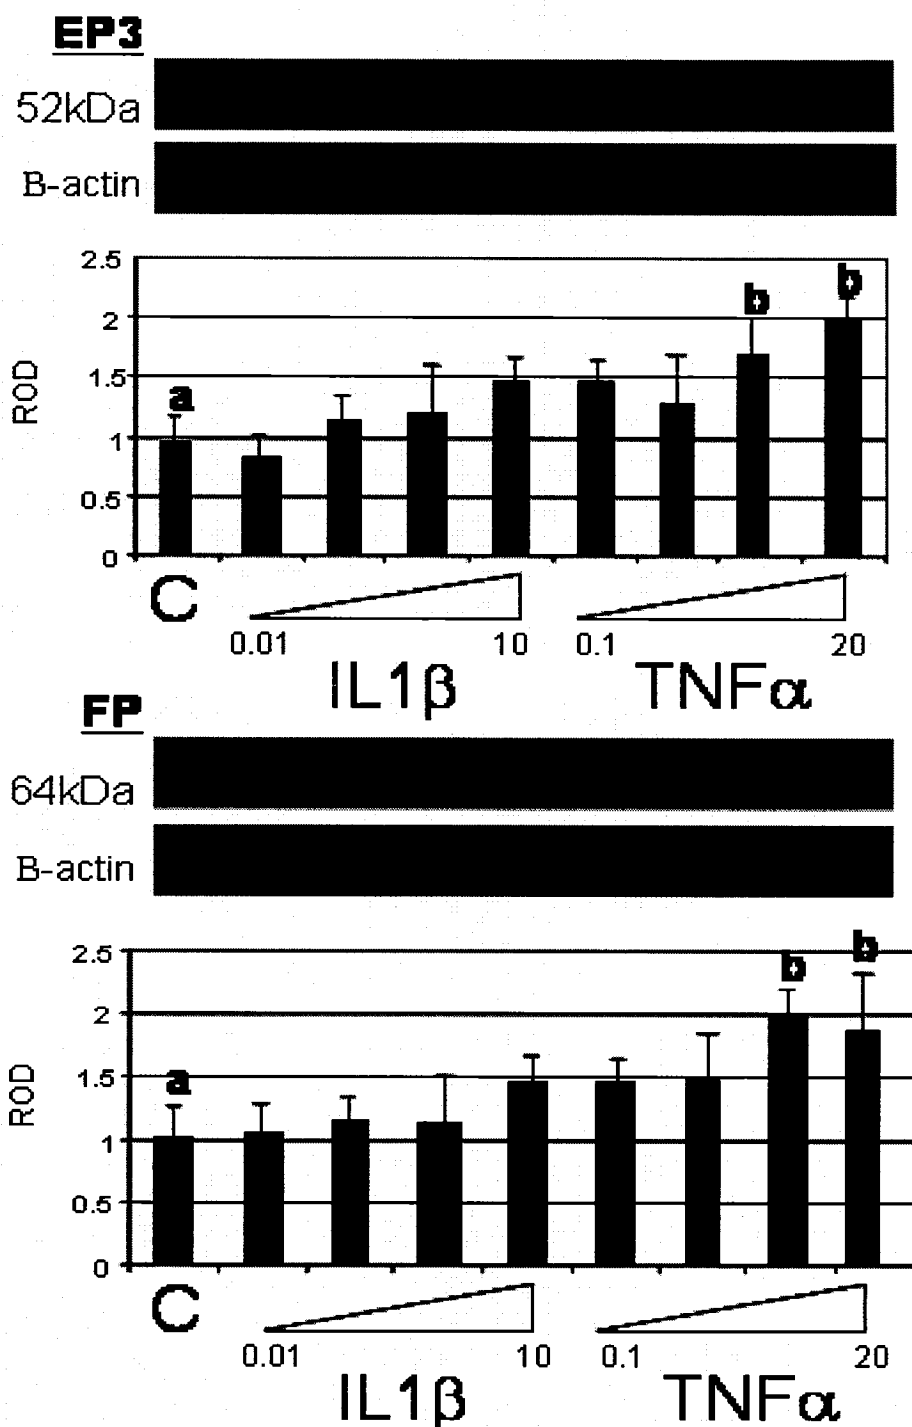 EP3
52kDa
B-actin
2.5
2
1.5
1
0.5
0
ROD
a
b
b
C
0.01
10
0.1
20
IL1β
TNFα
FP
64kDa
B-actin
2.5
2
1.5
1
0.5
0
ROD
a
b
b
C
0.01
10
0.1
20
IL1β
TNFα